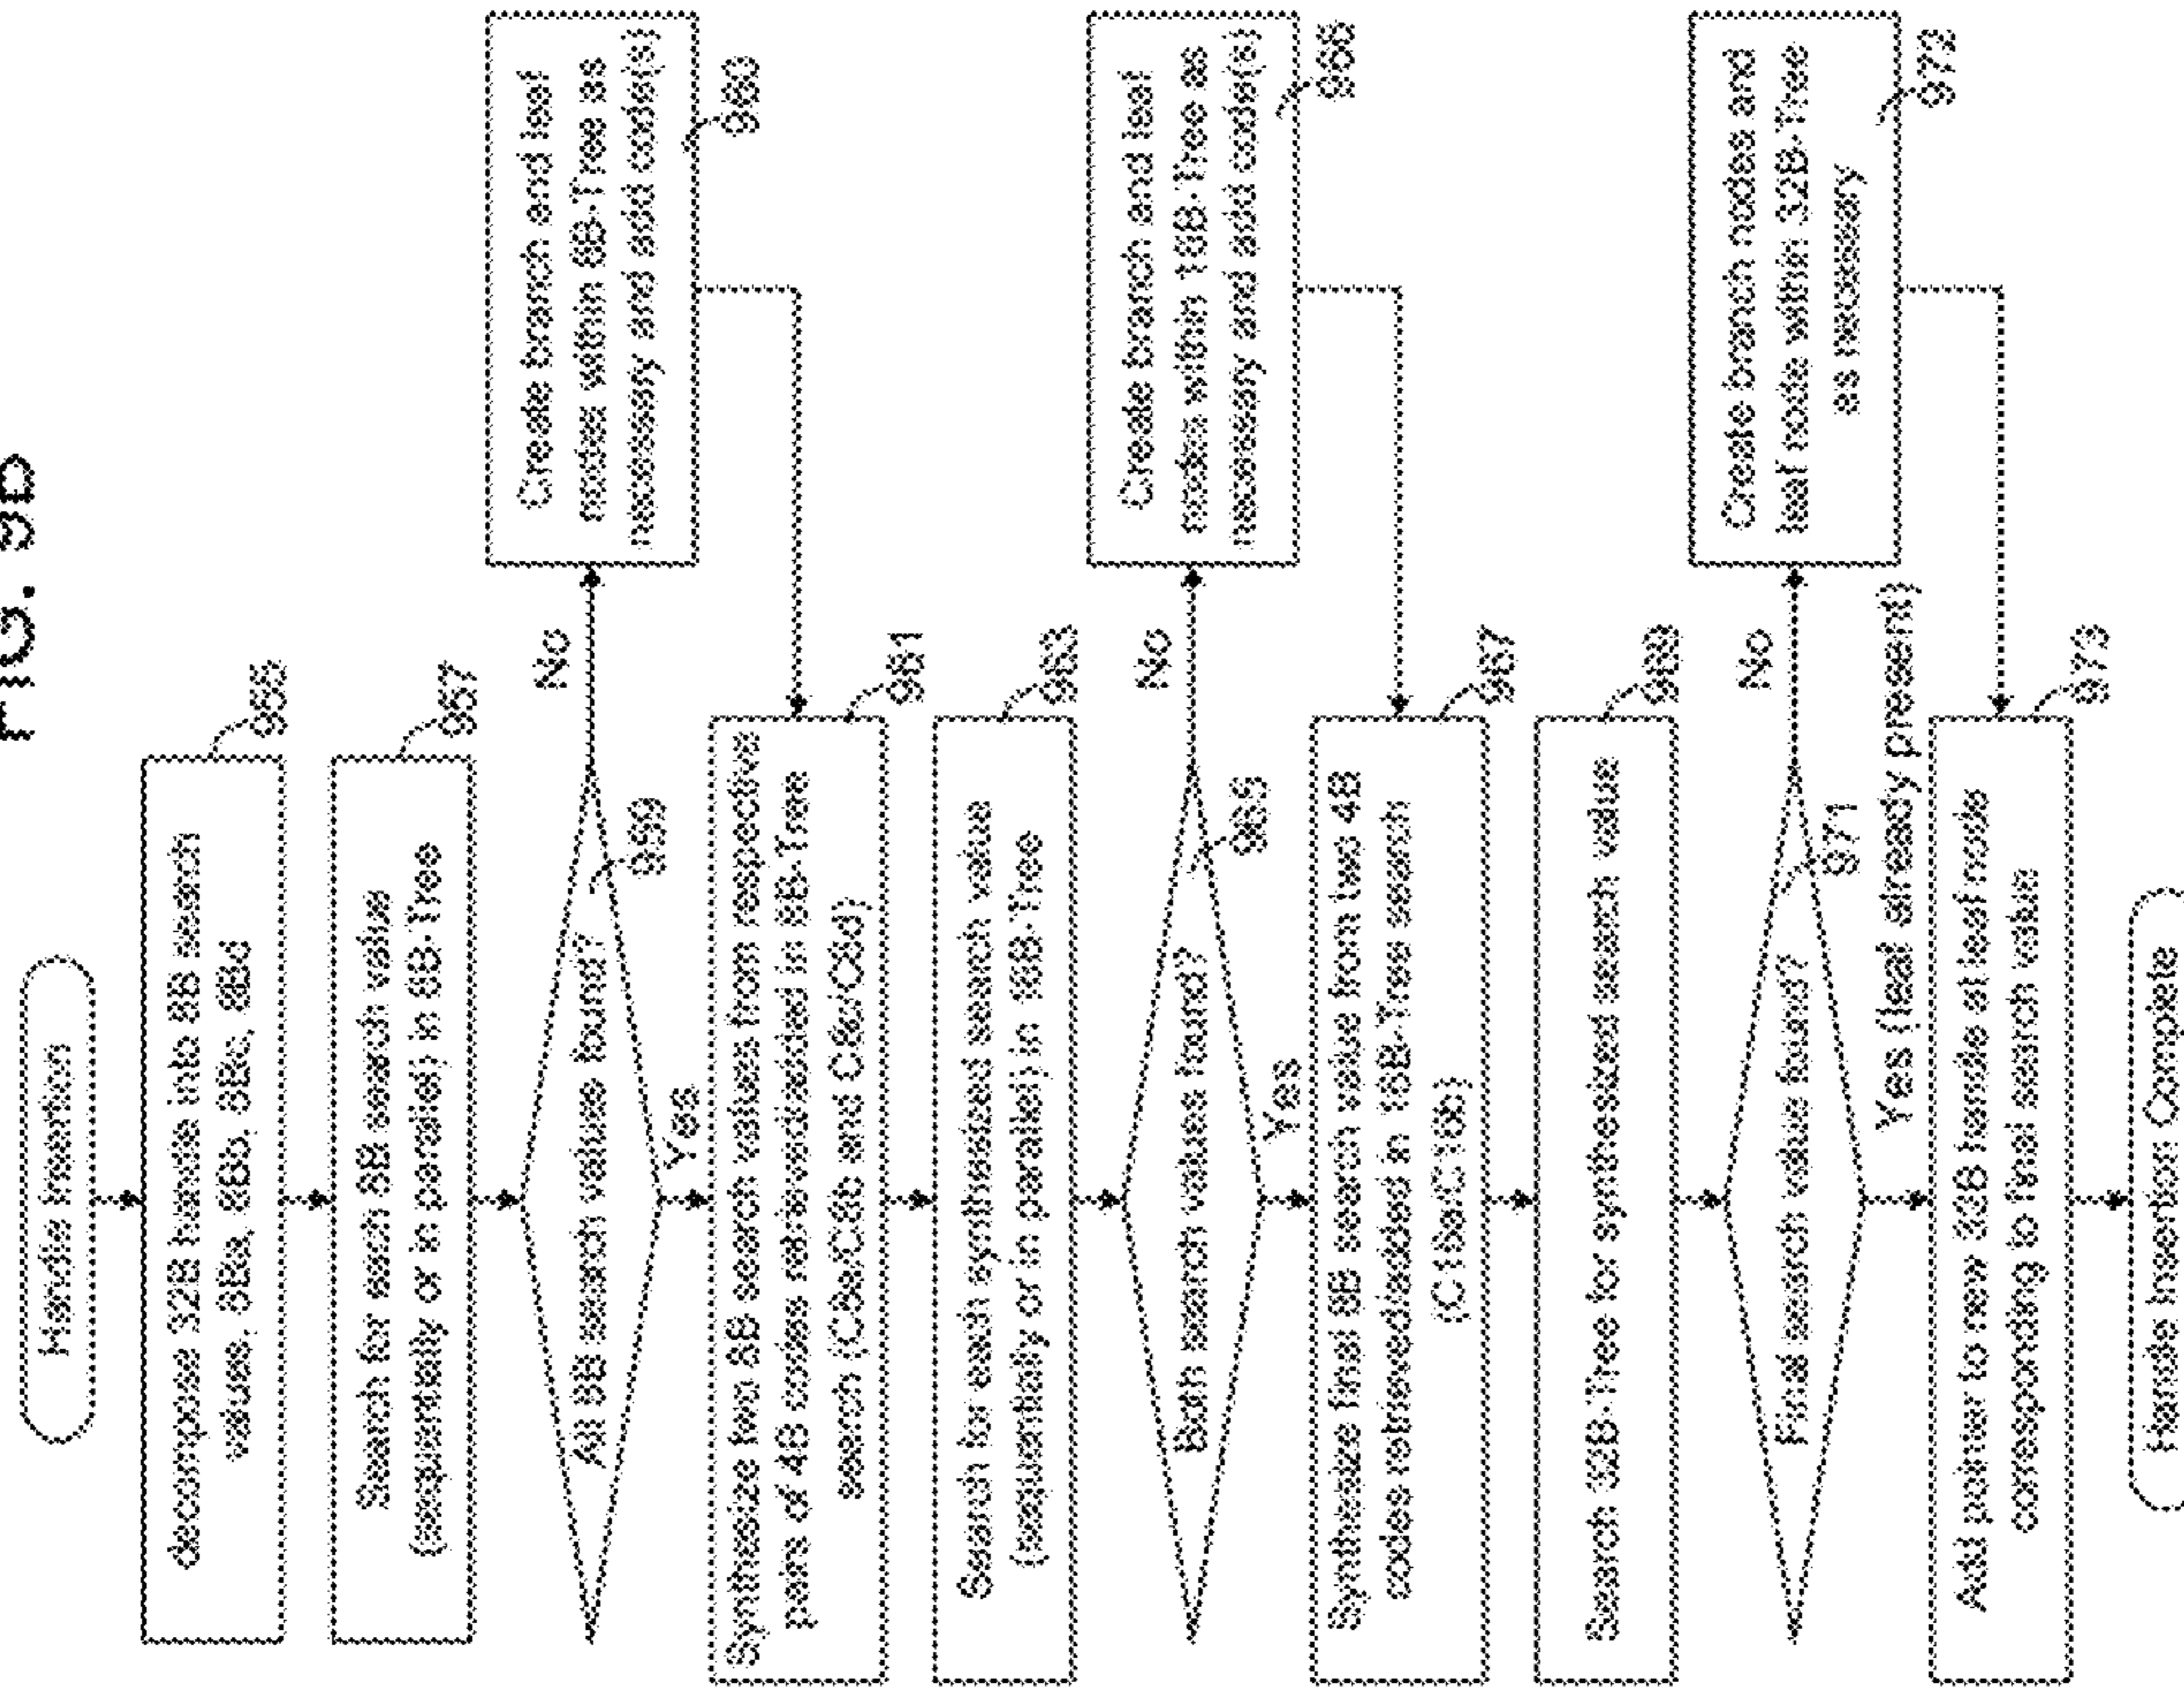 FIG. 9B
Handle Insertion
decompose 32B handle into 8B seach
values, 8Ba, 8Bb, 8Bc, 8Bd
955
Search for each 8B search value
(sequentially or in parallel) in 8B-Tree
957
All 8B search values found?
959
No
Yes
Create branch and leaf
nodes within 8B-Tree as
necessary and add code(s)
960
Synthesize two 8B search values from respective
pairs of 4B codes retrieved/added in 8B-Tree
search (C8a/C8b and C8c/C8d)
961
Search for each synthesized search value
(sequentially or in parallel) in 16B-Tree
963
Both search values found?
965
No
Yes
Create branch and leaf
nodes within 16B-Tree as
necessary and add code(s)
966
Synthesize final 8B search value from two 4B
codes retrieved/added in 16B-Tree search
(C16a/C16b)
967
Search 32B-Tree for synthesized search value
969
Final search value found?
971
No
Yes (leaf already present)
Create branch nodes and
leaf node within 32B-Tree
as necessary
972
Add pointer to new 32B handle at leaf node
corresponding to final search value
973
Handle Insertion Complete